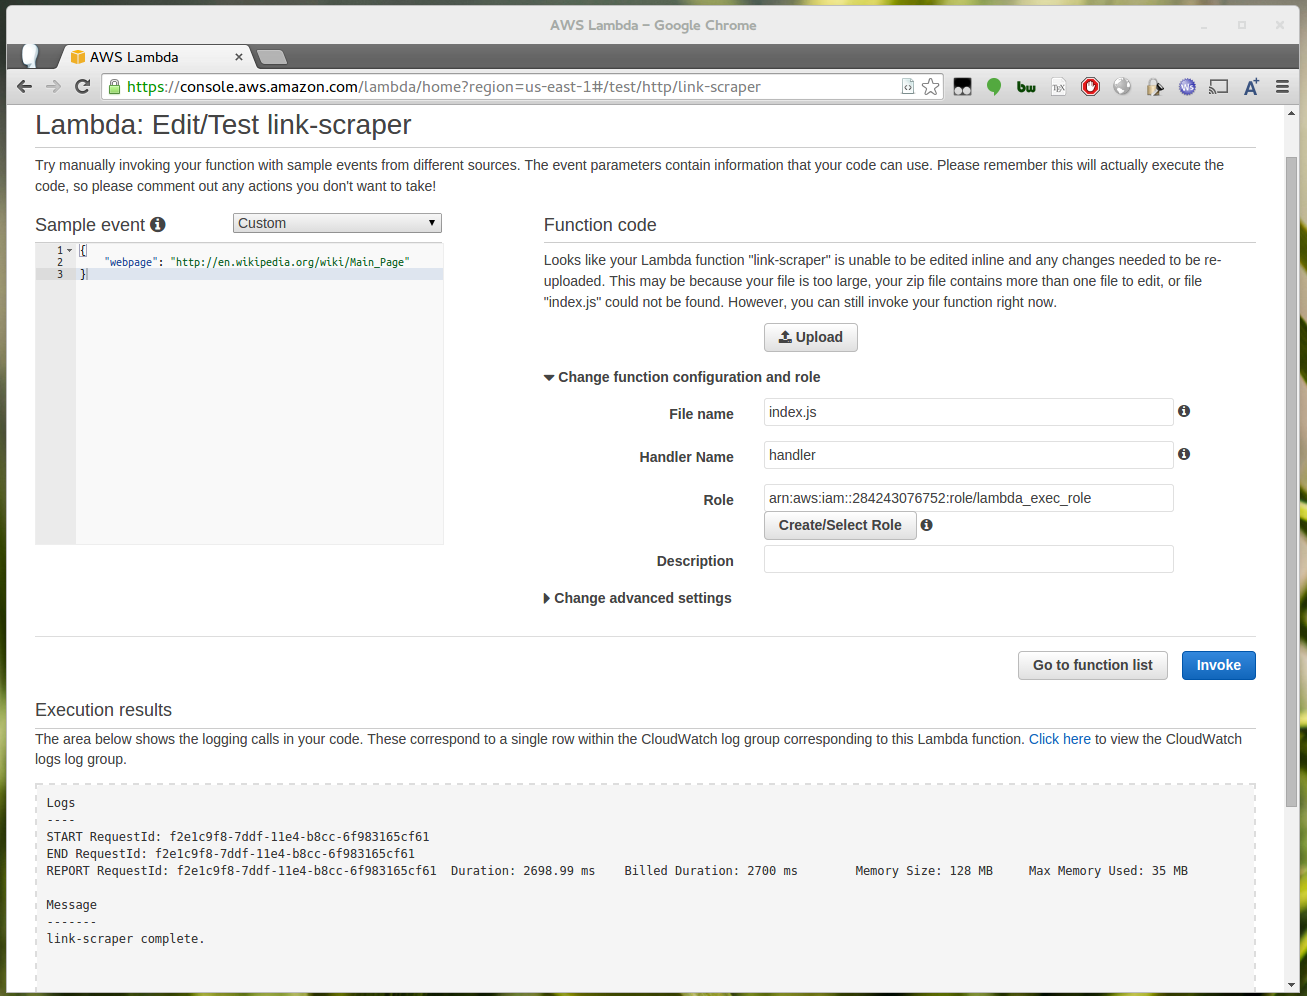 AWS Lambda – Google Chrome
AWS Lambda
https://console.aws.amazon.com/lambda/home?region=us-east-1#/test/http/link-scraper
Lambda: Edit/Test link-scraper
Try manually invoking your function with sample events from different sources. The event parameters contain information that your code can use. Please remember this will actually execute the
code, so please comment out any actions you don't want to take!
Sample event
Custom
1 {
2 "webpage": "http://en.wikipedia.org/wiki/Main_Page"
3 }
Function code
Looks like your Lambda function "link-scraper" is unable to be edited inline and any changes needed to be re-
uploaded. This may be because your file is too large, your zip file contains more than one file to edit, or file
"index.js" could not be found. However, you can still invoke your function right now.
Upload
Change function configuration and role
File name index.js
Handler Name handler
Role arn:aws:iam::284243076752:role/lambda_exec_role
Create/Select Role
Description
Change advanced settings
Go to function list Invoke
Execution results
The area below shows the logging calls in your code. These correspond to a single row within the CloudWatch log group corresponding to this Lambda function. Click here to view the CloudWatch
logs log group.
Logs
----
START RequestId: f2e1c9f8-7ddf-11e4-b8cc-6f983165cf61
END RequestId: f2e1c9f8-7ddf-11e4-b8cc-6f983165cf61
REPORT RequestId: f2e1c9f8-7ddf-11e4-b8cc-6f983165cf61 Duration: 2698.99 ms Billed Duration: 2700 ms Memory Size: 128 MB Max Memory Used: 35 MB
Message
-------
link-scraper complete.